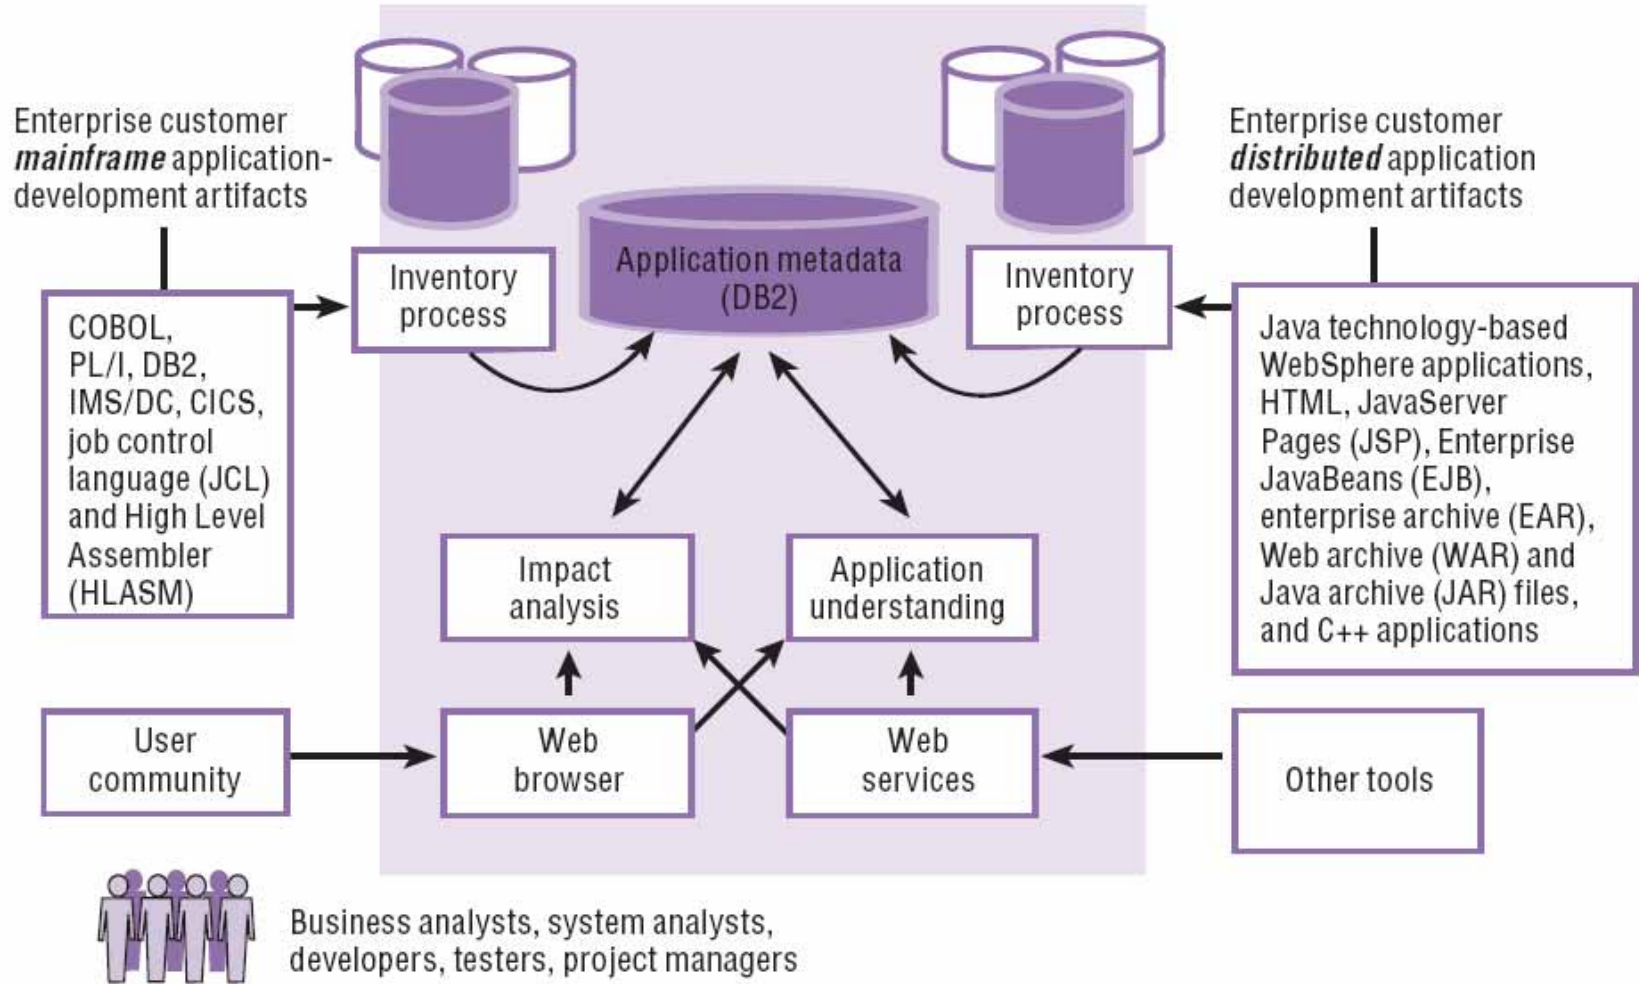 Enterprise customer
mainframe application-
development artifacts
Enterprise customer
distributed application
development artifacts
Inventory
process
Application metadata
(DB2)
Inventory
process
COBOL,
PL/I, DB2,
IMS/DC, CICS,
job control
language (JCL)
and High Level
Assembler
(HLASM)
Java technology-based
WebSphere applications,
HTML, JavaServer
Pages (JSP), Enterprise
JavaBeans (EJB),
enterprise archive (EAR),
Web archive (WAR) and
Java archive (JAR) files,
and C++ applications
Impact
analysis
Application
understanding
User
community
Web
browser
Web
services
Other tools
Business analysts, system analysts,
developers, testers, project managers